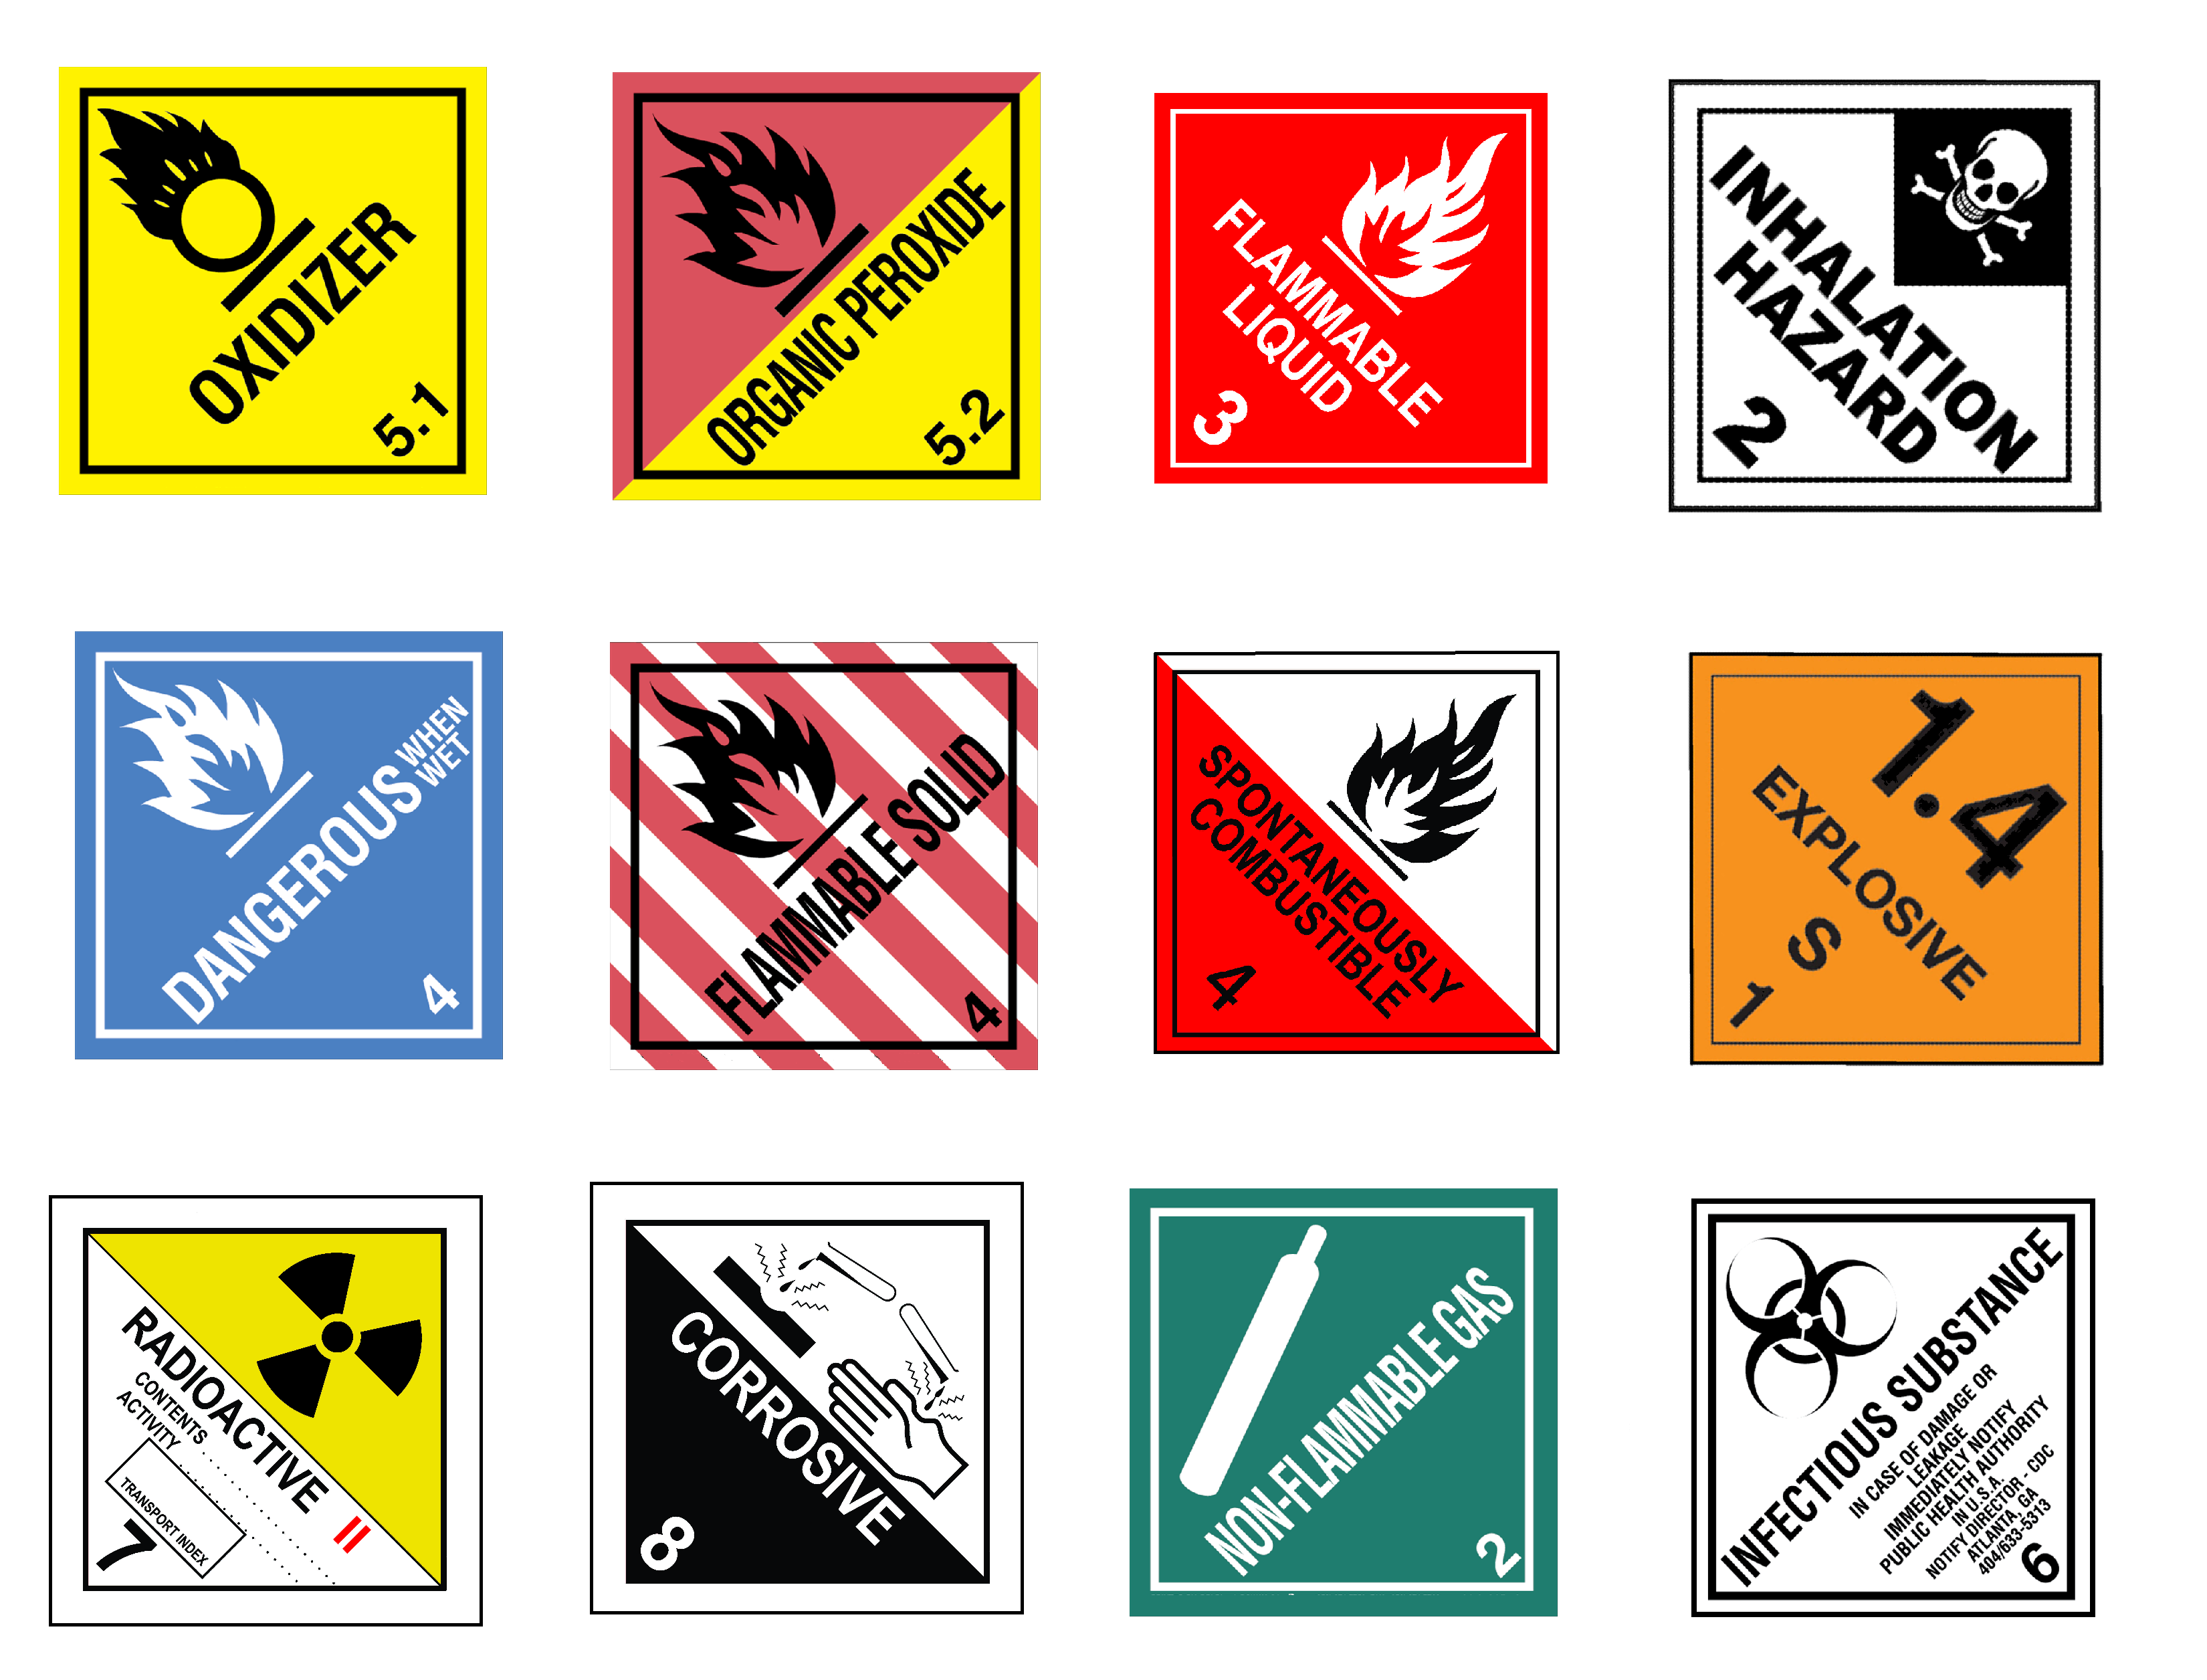 OXIDIZER
5.1
ORGANIC PEROXIDE
5.2
FLAMMABLE
LIQUID
3
INHALATION
HAZARD
2
DANGEROUS WHEN
WET
4
FLAMMABLE SOLID
4
SPONTANEOUSLY
COMBUSTIBLE
4
1.4
EXPLOSIVE
S
1
RADIOACTIVE II
CONTENTS . . . . . . . . . . . . . . . .
ACTIVITY . . . . . . . . . . . . . . . .
TRANSPORT INDEX
7
CORROSIVE
8
NON-FLAMMABLE GAS
2
INFECTIOUS SUBSTANCE
IN CASE OF DAMAGE OR
LEAKAGE
IMMEDIATELY NOTIFY
PUBLIC HEALTH AUTHORITY
IN U.S.A.
NOTIFY DIRECTOR - CDC
ATLANTA, GA
404/633-5313
6